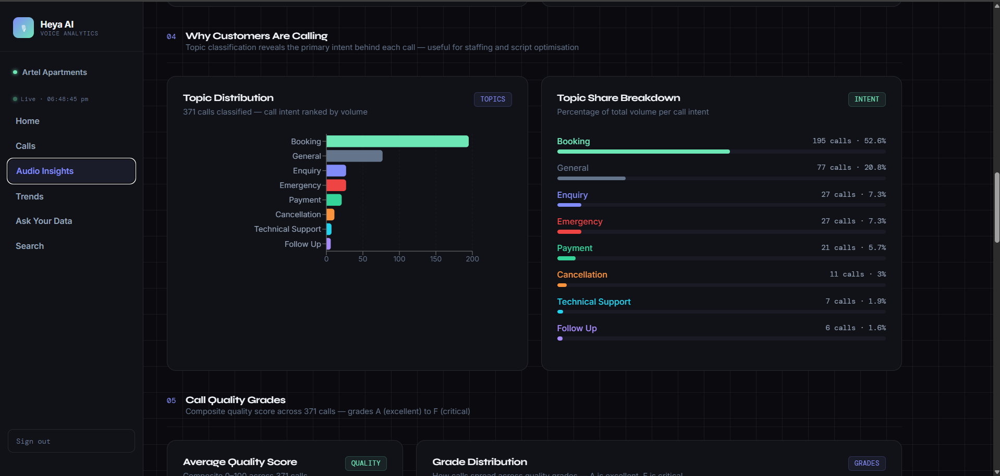 Heya AI
VOICE ANALYTICS
Artel Apartments
Live · 06:48:45 pm
Home
Calls
Audio Insights
Trends
Ask Your Data
Search
Sign out
04 Why Customers Are Calling
Topic classification reveals the primary intent behind each call — useful for staffing and script optimisation
Topic Distribution TOPICS
371 calls classified — call intent ranked by volume
Booking
General
Enquiry
Emergency
Payment
Cancellation
Technical Support
Follow Up
0 50 100 150 200
Topic Share Breakdown INTENT
Percentage of total volume per call intent
Booking 195 calls · 52.6%
General 77 calls · 20.8%
Enquiry 27 calls · 7.3%
Emergency 27 calls · 7.3%
Payment 21 calls · 5.7%
Cancellation 11 calls · 3%
Technical Support 7 calls · 1.9%
Follow Up 6 calls · 1.6%
05 Call Quality Grades
Composite quality score across 371 calls — grades A (excellent) to F (critical)
Average Quality Score QUALITY
Composite 0–100 across 371 calls
Grade Distribution GRADES
How calls spread across quality grades — A is excellent, F is critical